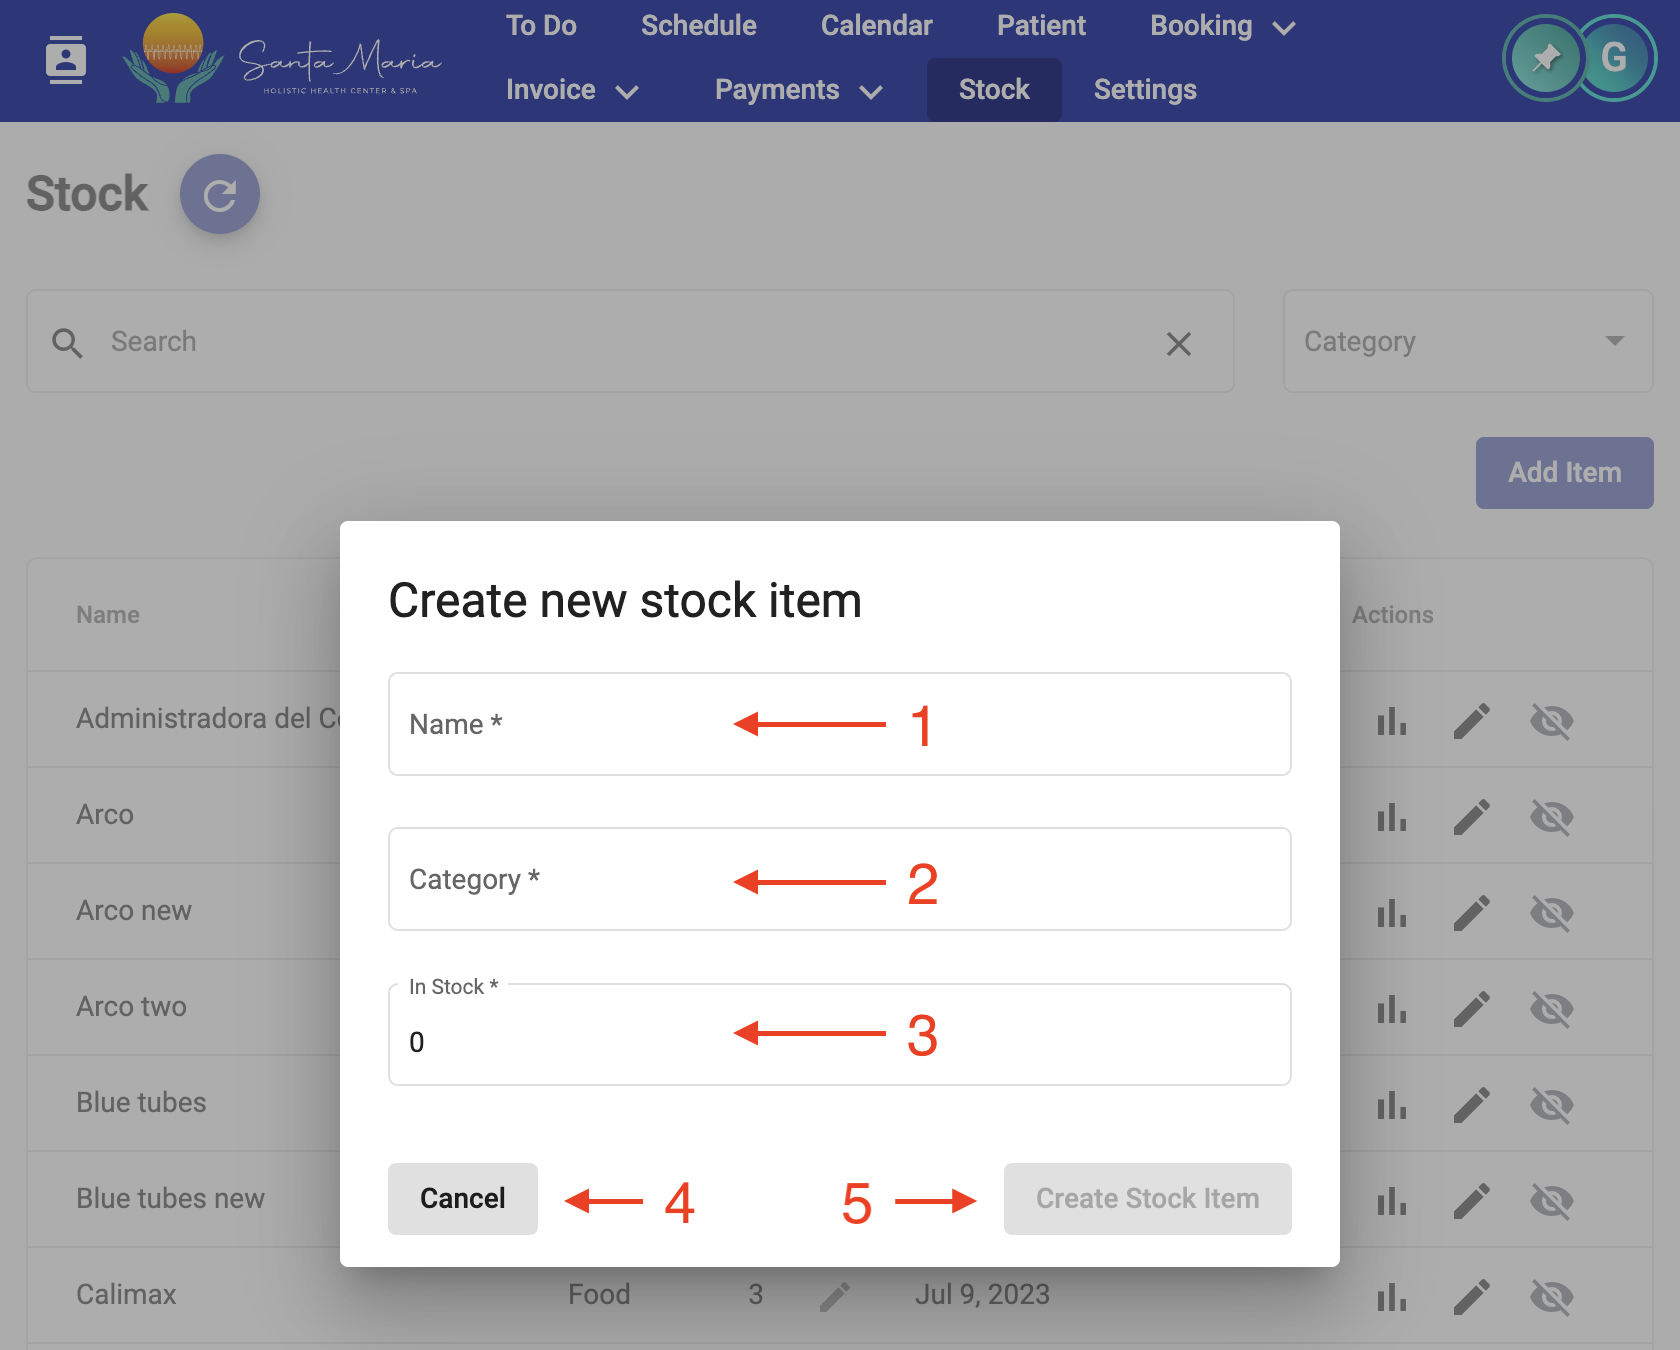 To Do Schedule Calendar Patient Booking
Santa Maria
HOLISTIC HEALTH CENTER & SPA
Invoice Payments Stock Settings
G
Stock
Search
Category
Add Item
Create new stock item
Name Actions
Name * 1
Administradora del C
Arco
Category * 2
Arco new
In Stock *
Arco two
0 3
Blue tubes
Cancel 4 5 Create Stock Item
Blue tubes new
Calimax Food 3 Jul 9, 2023